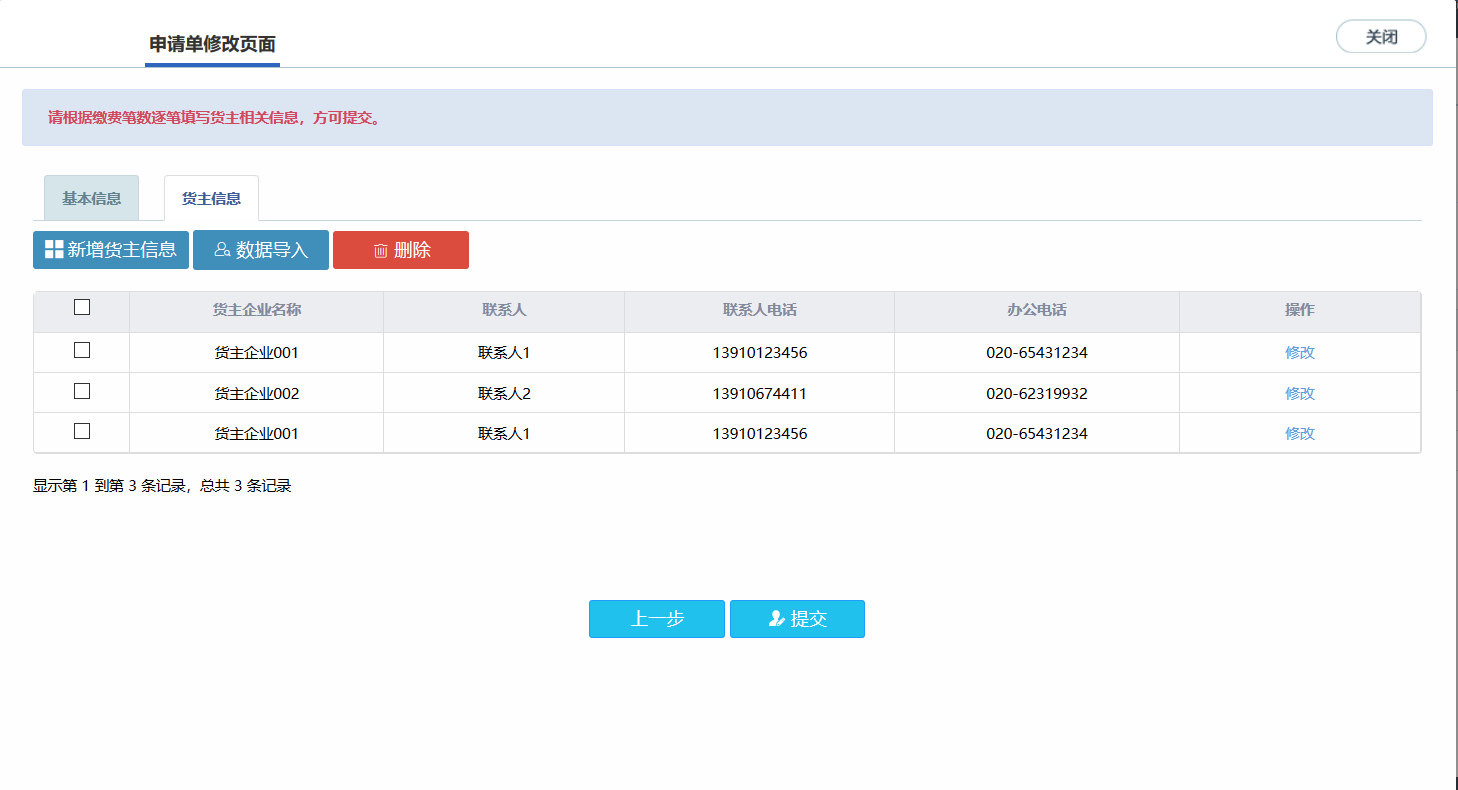 申请单修改页面
关闭
请根据缴费笔数逐笔填写货主相关信息，方可提交。
基本信息 货主信息
新增货主信息 数据导入 删除
货主企业名称 联系人 联系人电话 办公电话 操作
货主企业001 联系人1 13910123456 020-65431234 修改
货主企业002 联系人2 13910674411 020-62319932 修改
货主企业001 联系人1 13910123456 020-65431234 修改
显示第 1 到第 3 条记录，总共 3 条记录
上一步 提交